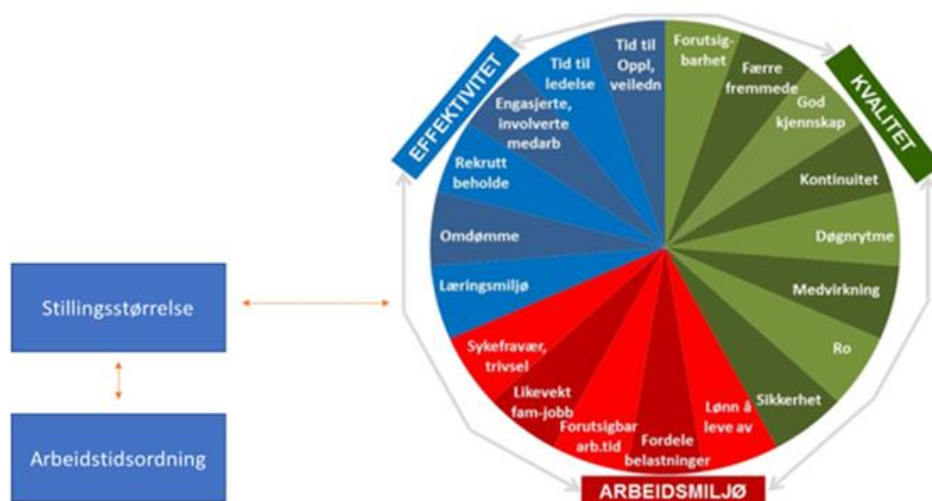 EFFEKTIVITET
KVALITET
ARBEIDSMILJØ
Stillingsstørrelse
Arbeidstidsordning
Forutsig-
barhet
Færre
fremmede
God
kjennskap
Kontinuitet
Døgnrytme
Medvirkning
Ro
Sikkerhet
Lønn å
leve av
Fordele
belastninger
Forutsigbar
arb.tid
Likevekt
fam-jobb
Sykefravær,
trivsel
Læringsmiljø
Omdømme
Rekrutt
beholde
Engasjerte,
involverte
medarb
Tid til
ledelse
Tid til
Oppl,
veiledn